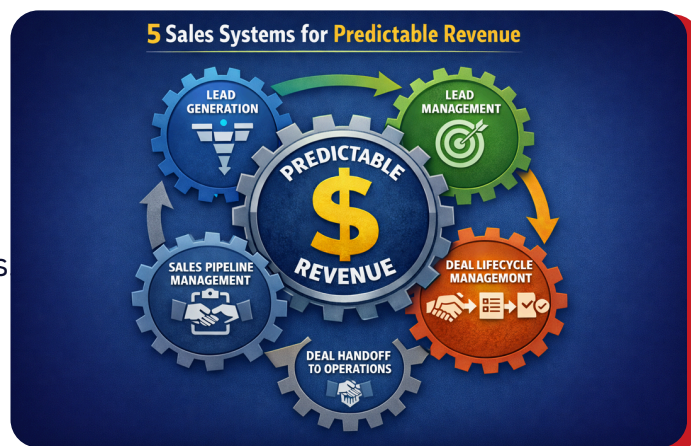 5 Sales Systems for Predictable Revenue
LEAD
GENERATION
LEAD
MANAGEMENT
PREDICTABLE
$
REVENUE
SALES PIPELINE
MANAGEMENT
DEAL LIFECYCLE
MANAGEMONT
DEAL HANDOFF
TO OPERATIONS
s